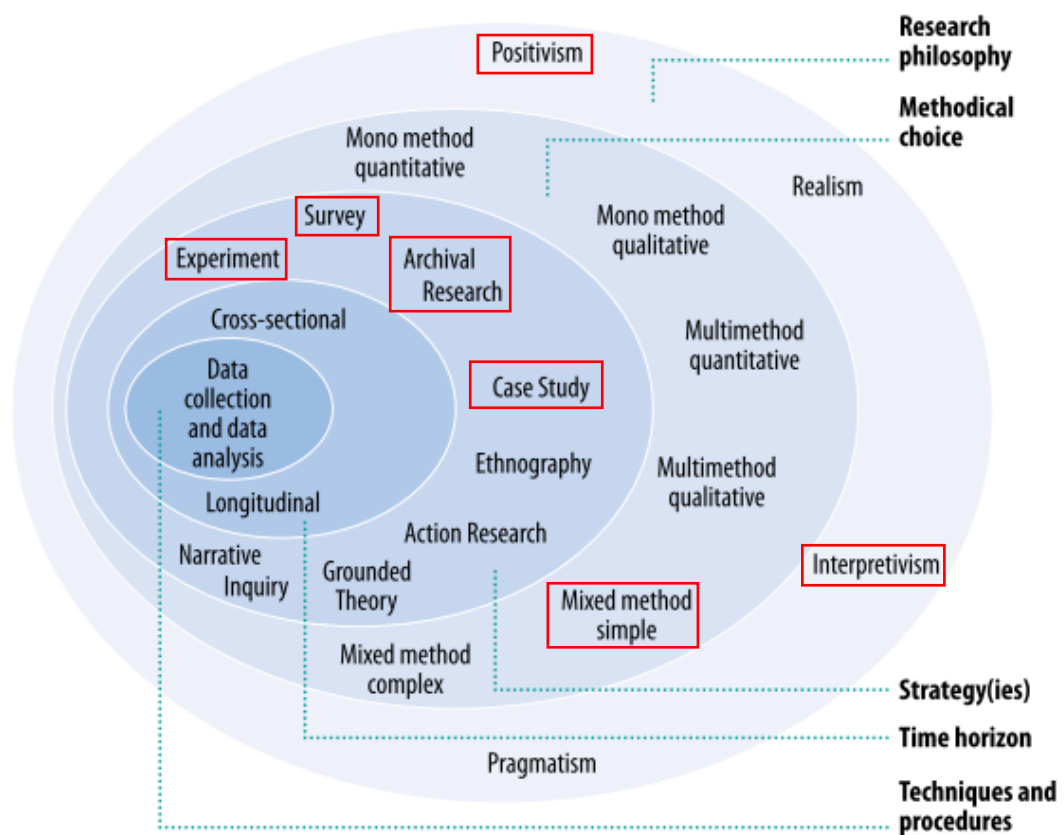 Research
philosophy
Positivism
Methodical
choice
Mono method
quantitative
Realism
Survey
Mono method
qualitative
Experiment
Archival
Research
Cross-sectional
Multimethod
quantitative
Data
collection
and data
analysis
Case Study
Ethnography
Multimethod
qualitative
Longitudinal
Action Research
Narrative
Inquiry
Grounded
Theory
Interpretivism
Mixed method
simple
Mixed method
complex
Strategy(ies)
Time horizon
Pragmatism
Techniques and
procedures